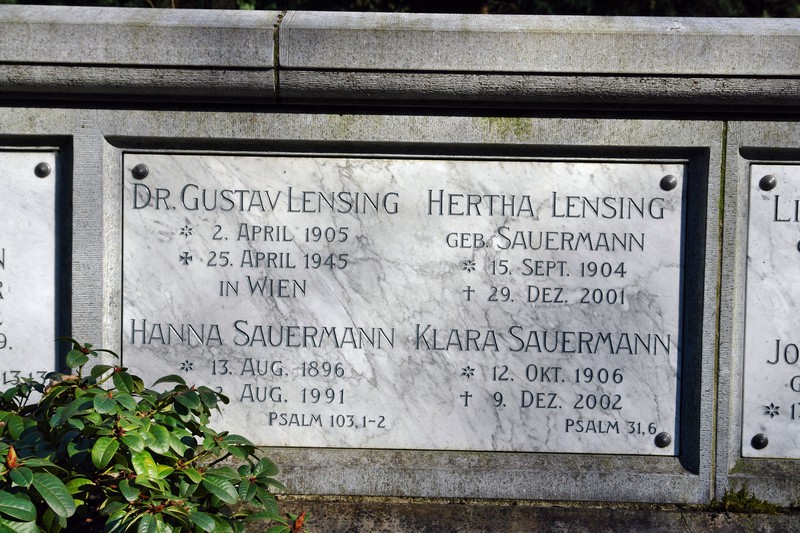 DR. GUSTAV LENSING
* 2. APRIL 1905
✠ 25. APRIL 1945
IN WIEN
HERTHA LENSING
GEB. SAUERMANN
* 15. SEPT. 1904
† 29. DEZ. 2001
HANNA SAUERMANN
* 13. AUG. 1896
AUG. 1991
PSALM 103,1-2
KLARA SAUERMANN
* 12. OKT. 1906
† 9. DEZ. 2002
PSALM 31,6